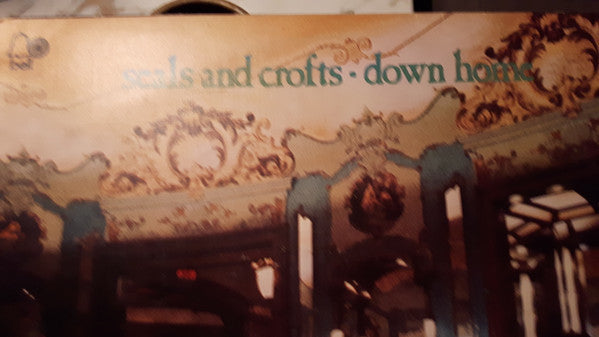 seals and crofts • down home